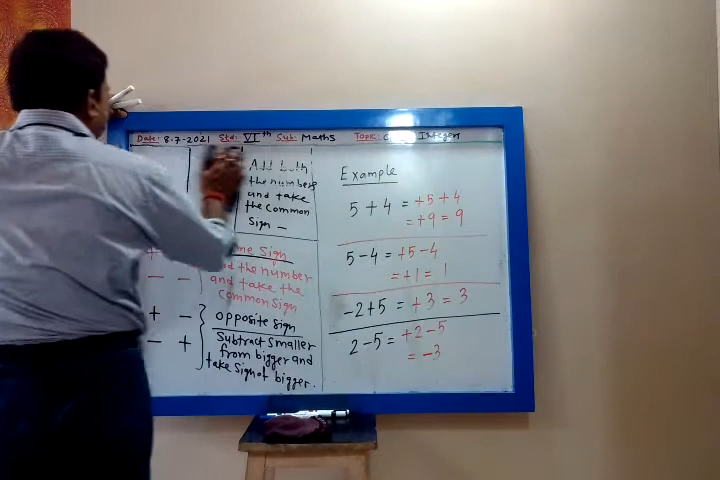 Date: 8-7-2021 Std: VIth Sub: Maths Topic: Integers
Add both
the numbers
and take
the Common
Sign –
+
Sign
– – the number
and take the
Common Sign
+ – opposite sign
– + Subtract smaller
from bigger and
take Sign of bigger.
Example
5 + 4 = +5 + 4
= +9 = 9
5 – 4 = +5 – 4
= +1 = 1
– 2 + 5 = + 3 = 3
2 – 5 = +2 – 5
= – 3